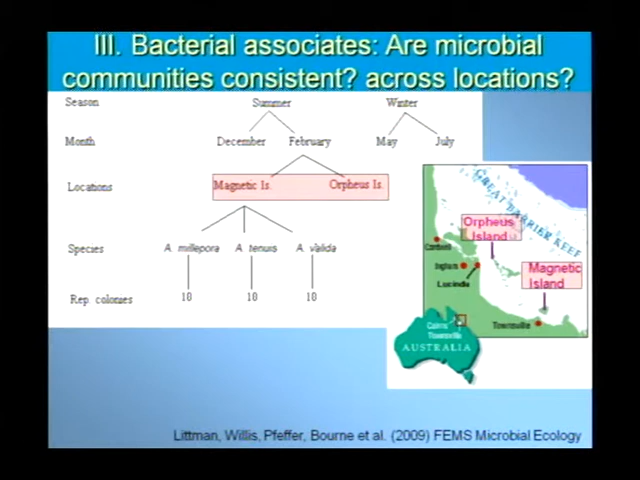 III. Bacterial associates: Are microbial
communities consistent? across locations?
Season Summer Winter
Month December February May July
Locations Magnetic Is. Orpheus Is.
Species A. millepora A. tenuis A. valida
Rep. colonies 10 10 10
GREAT BARRIER REEF
Orpheus
Island
Magnetic
Island
Cardwell
Ingham
Lucinda
Townsville
Cairns
Townsville
AUSTRALIA
Littman, Willis, Pfeffer, Bourne et al. (2009) FEMS Microbial Ecology